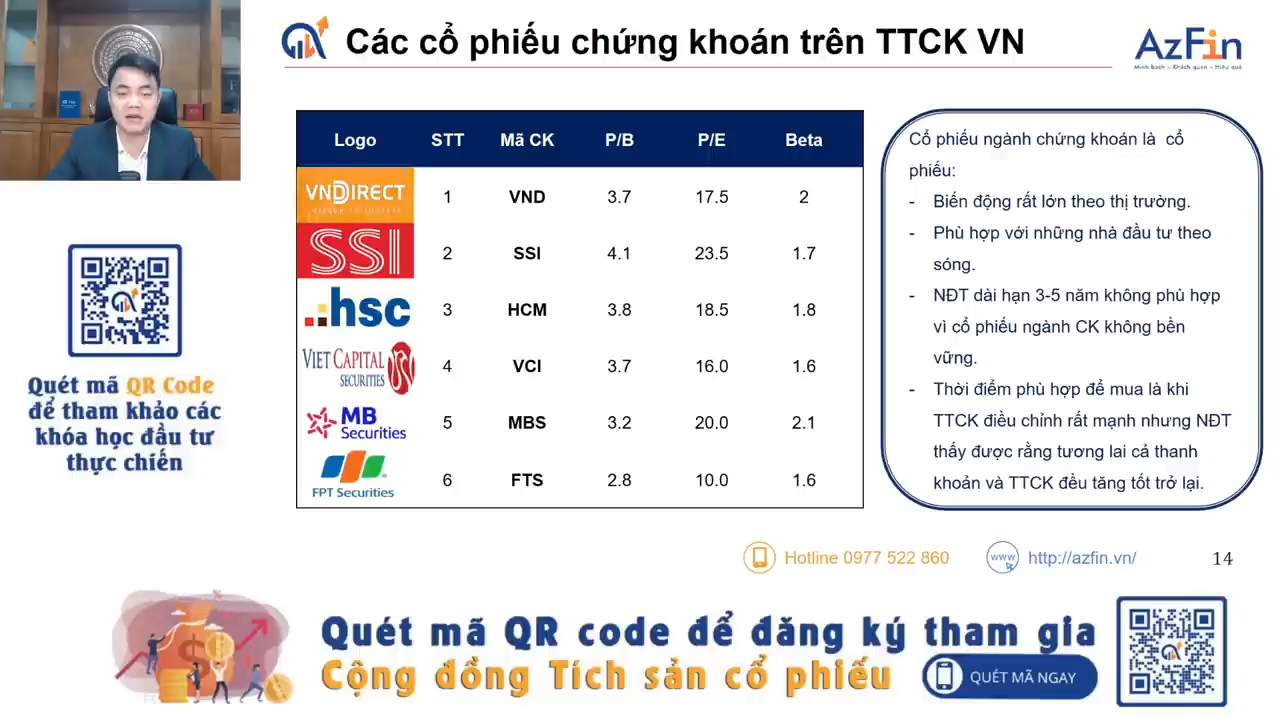 Các cổ phiếu chứng khoán trên TTCK VN
AzFin
Minh bạch – Khách quan – Hiệu quả
Logo STT Mã CK P/B P/E Beta
VNDIRECT 1 VND 3.7 17.5 2
SSI 2 SSI 4.1 23.5 1.7
hsc 3 HCM 3.8 18.5 1.8
VIET CAPITAL SECURITIES 4 VCI 3.7 16.0 1.6
MB Securities 5 MBS 3.2 20.0 2.1
FPT Securities 6 FTS 2.8 10.0 1.6
Cổ phiếu ngành chứng khoán là cổ
phiếu:
- Biến động rất lớn theo thị trường.
- Phù hợp với những nhà đầu tư theo
sóng.
- NĐT dài hạn 3-5 năm không phù hợp
vì cổ phiếu ngành CK không bền
vững.
- Thời điểm phù hợp để mua là khi
TTCK điều chỉnh rất mạnh nhưng NĐT
thấy được rằng tương lai cả thanh
khoản và TTCK đều tăng tốt trở lại.
Quét mã QR Code
để tham khảo các
khóa học đầu tư
thực chiến
Hotline 0977 522 860
www
http://azfin.vn/
14
Quét mã QR code để đăng ký tham gia
Cộng đồng Tích sản cổ phiếu
QUÉT MÃ NGAY